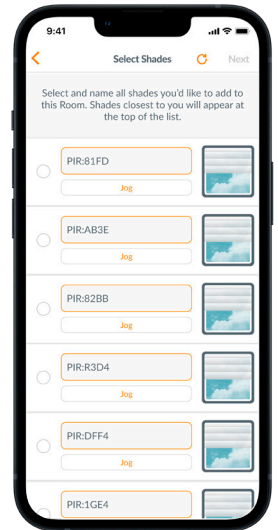 9:41
Select Shades
Next
Select and name all shades you'd like to add to
this Room. Shades closest to you will appear at
the top of the list.
PIR:81FD
Jog
PIR:AB3E
Jog
PIR:82BB
Jog
PIR:R3D4
Jog
PIR:DFF4
Jog
PIR:1GE4